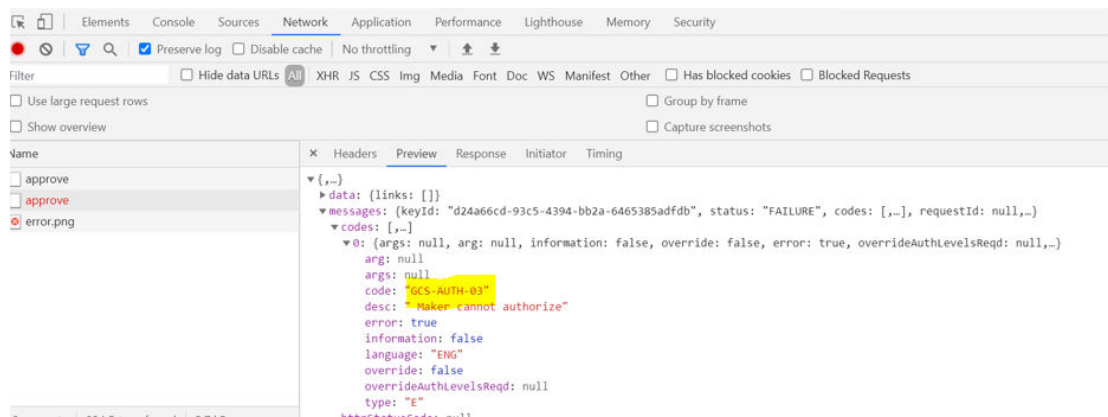 Elements Console Sources Network Application Performance Lighthouse Memory Security
Preserve log Disable cache No throttling
Filter Hide data URLs All XHR JS CSS Img Media Font Doc WS Manifest Other Has blocked cookies Blocked Requests
Use large request rows Group by frame
Show overview Capture screenshots
Name × Headers Preview Response Initiator Timing
approve
approve
error.png
▼{,…}
▶data: {links: []}
▼messages: {keyId: "d24a66cd-93c5-4394-bb2a-6465385adfdb", status: "FAILURE", codes: [,…], requestId: null,…}
▼codes: [,…]
▼0: {args: null, arg: null, information: false, override: false, error: true, overrideAuthLevelsReqd: null,…}
arg: null
args: null
code: "GCS-AUTH-03"
desc: " Maker cannot authorize"
error: true
information: false
language: "ENG"
override: false
overrideAuthLevelsReqd: null
type: "E"